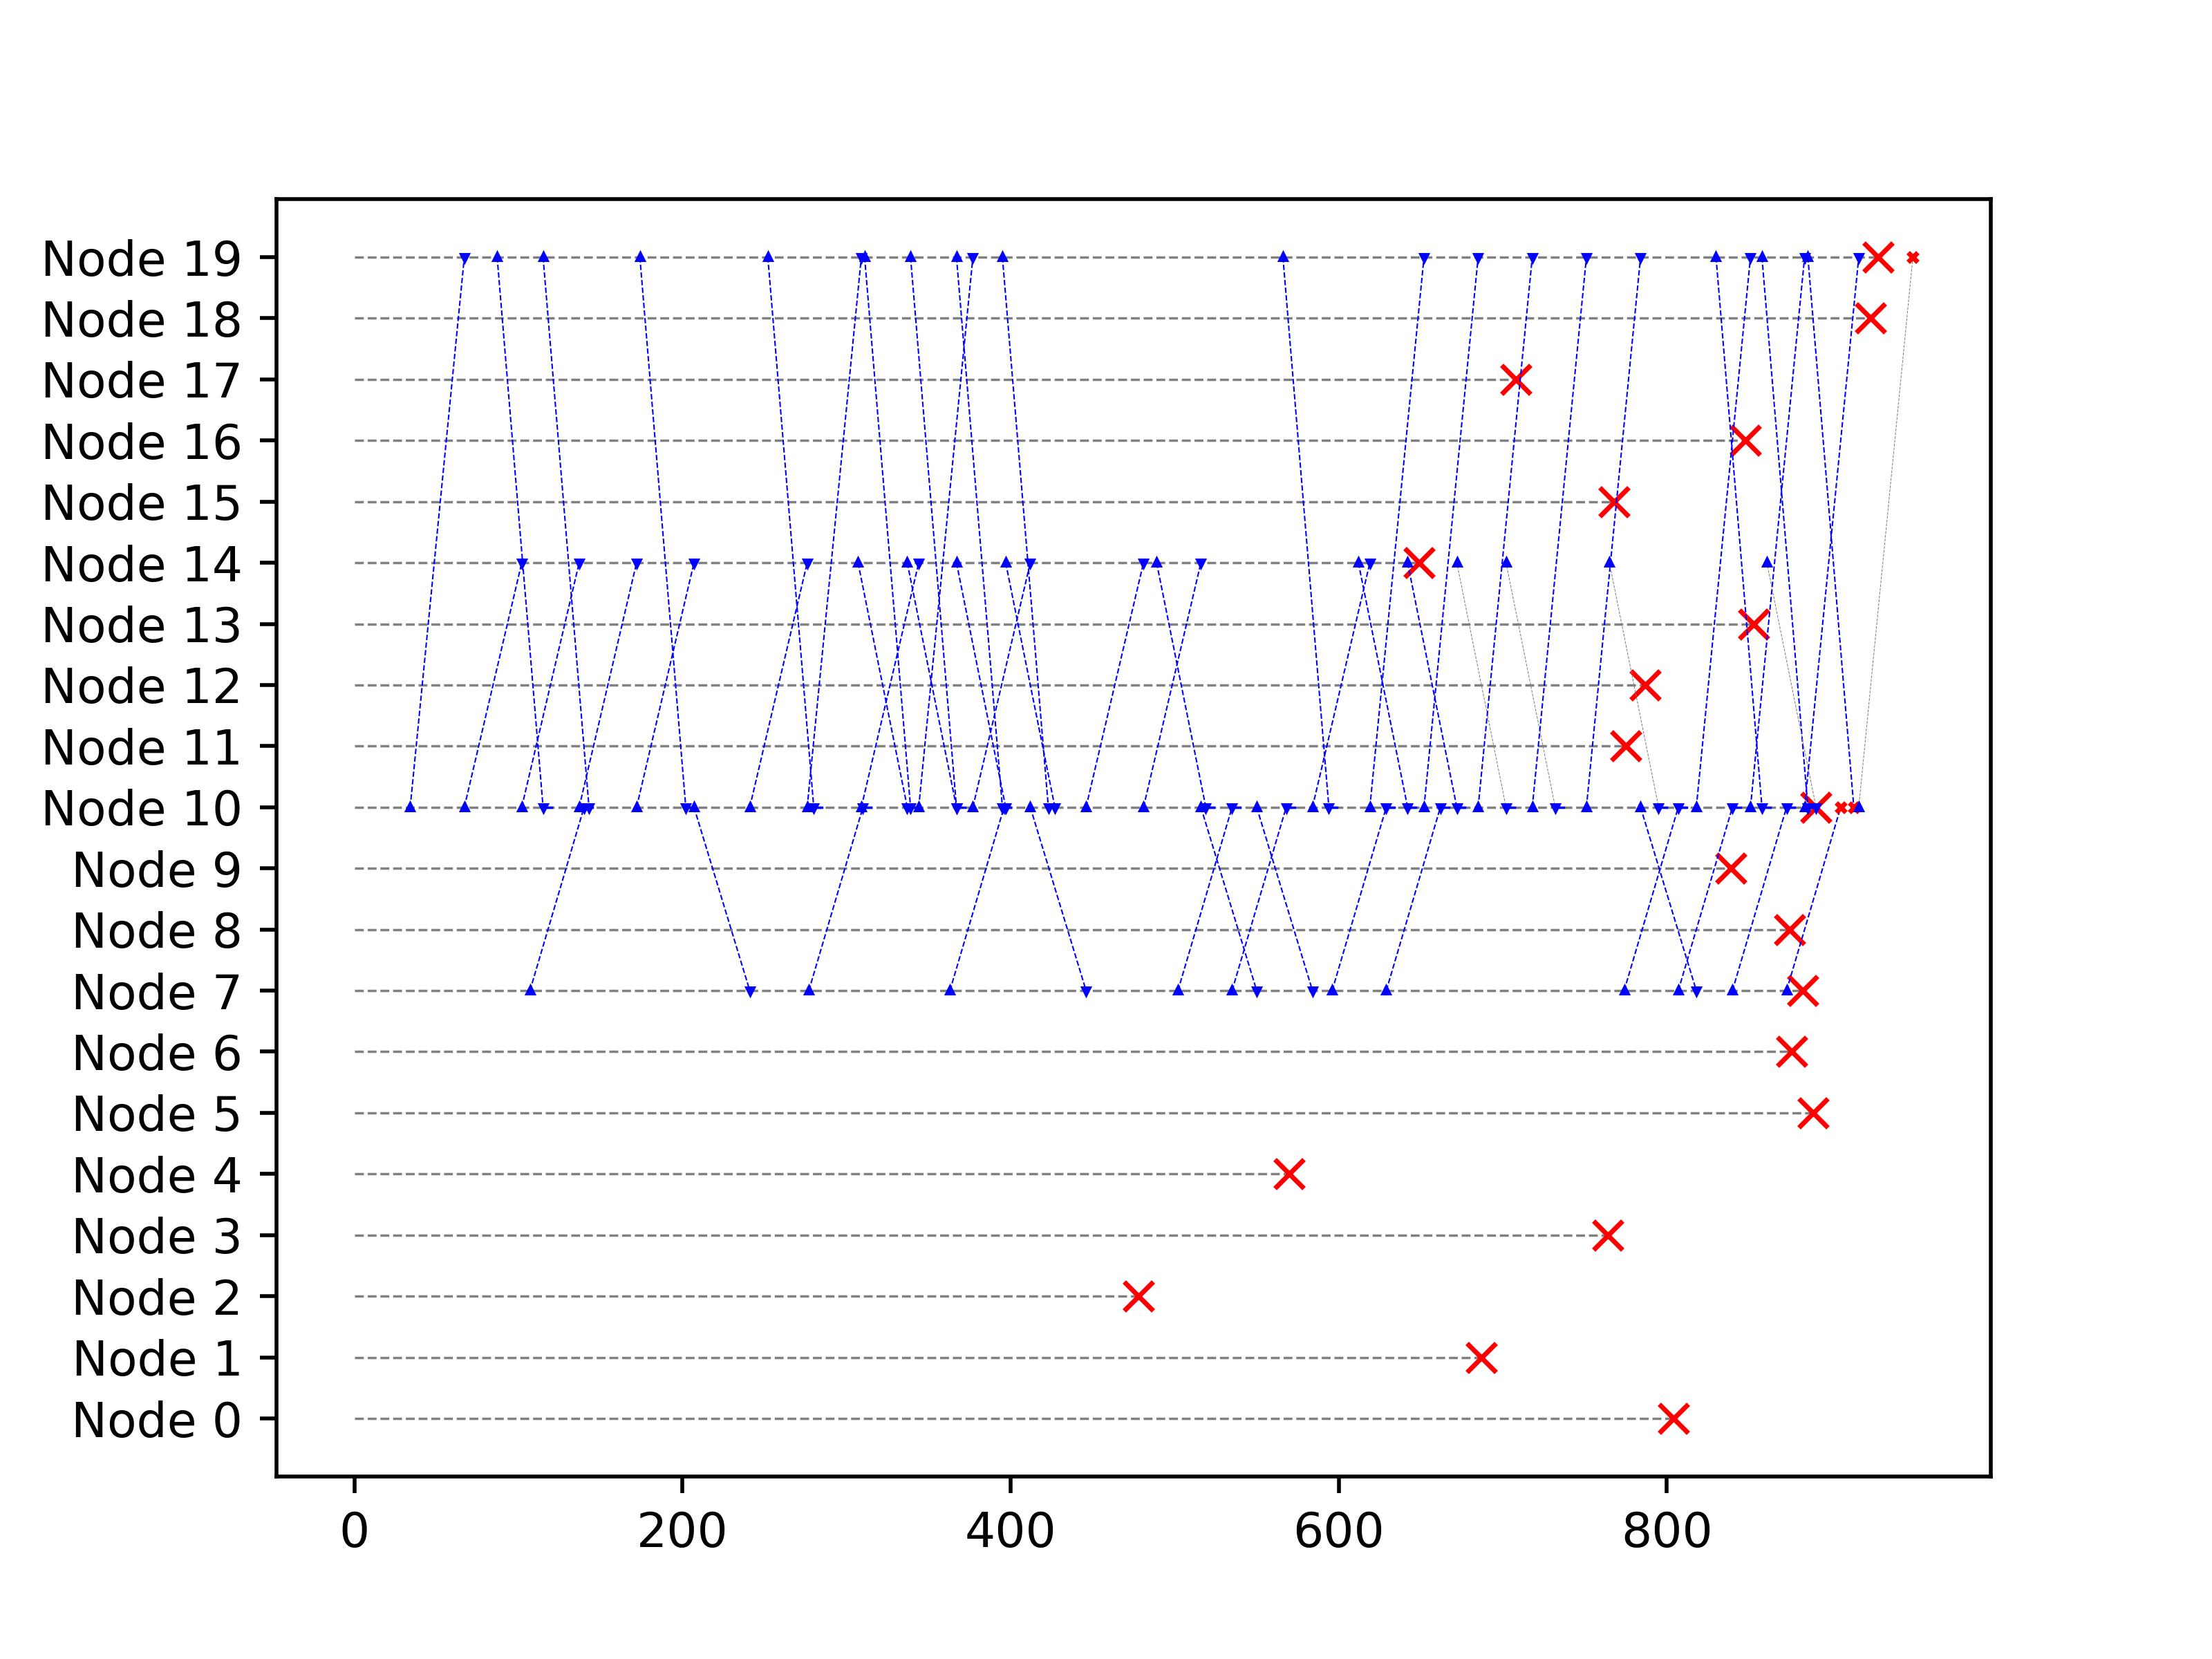 Node 19
Node 18
Node 17
Node 16
Node 15
Node 14
Node 13
Node 12
Node 11
Node 10
Node 9
Node 8
Node 7
Node 6
Node 5
Node 4
Node 3
Node 2
Node 1
Node 0
0 200 400 600 800